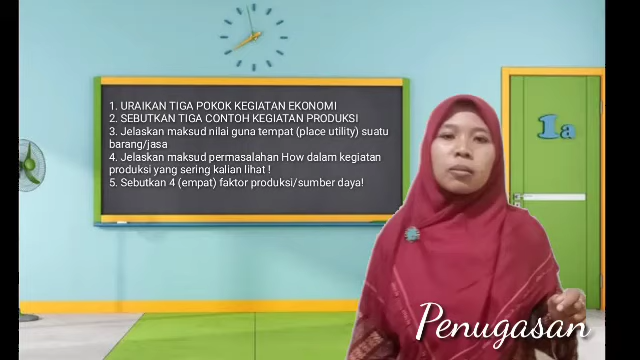 1. URAIKAN TIGA POKOK KEGIATAN EKONOMI
2. SEBUTKAN TIGA CONTOH KEGIATAN PRODUKSI
3. Jelaskan maksud nilai guna tempat (place utility) suatu
barang/jasa
4. Jelaskan maksud permasalahan How dalam kegiatan
produksi yang sering kalian lihat !
5. Sebutkan 4 (empat) faktor produksi/sumber daya!
1a
Penugasan